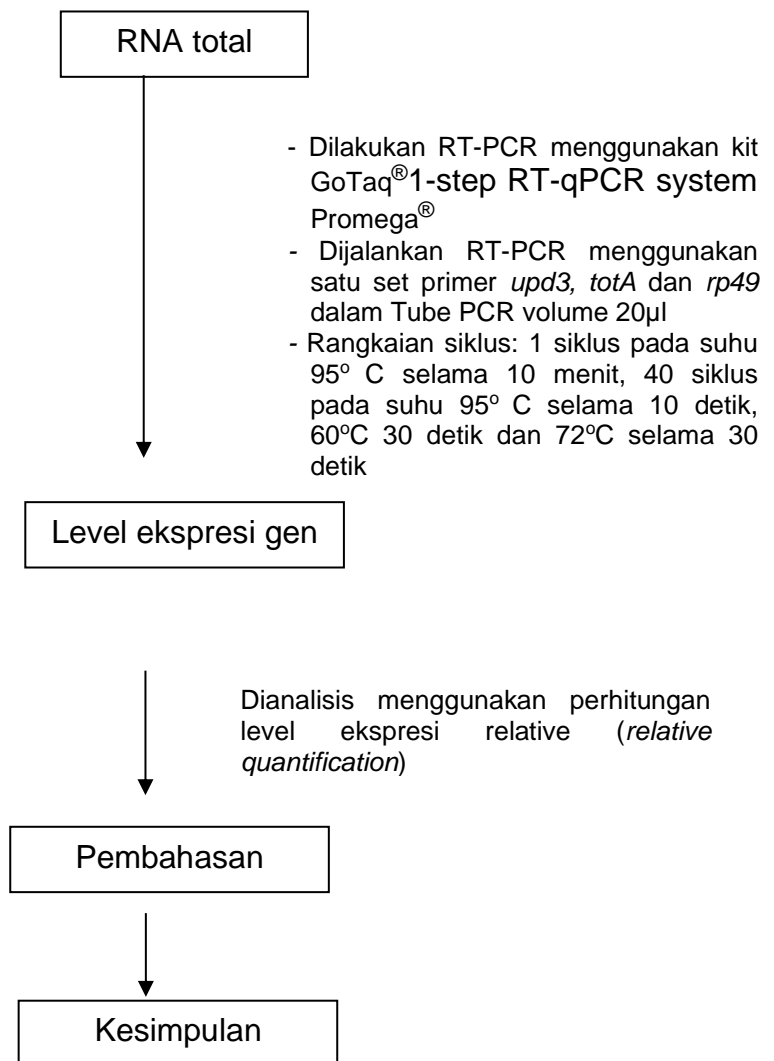 RNA total
- Dilakukan RT-PCR menggunakan kit
GoTaq®1-step RT-qPCR system
Promega®
- Dijalankan RT-PCR menggunakan
satu set primer upd3, totA dan rp49
dalam Tube PCR volume 20µl
- Rangkaian siklus: 1 siklus pada suhu
95° C selama 10 menit, 40 siklus
pada suhu 95° C selama 10 detik,
60°C 30 detik dan 72°C selama 30
detik
Level ekspresi gen
Dianalisis menggunakan perhitungan
level ekspresi relative (relative
quantification)
Pembahasan
Kesimpulan